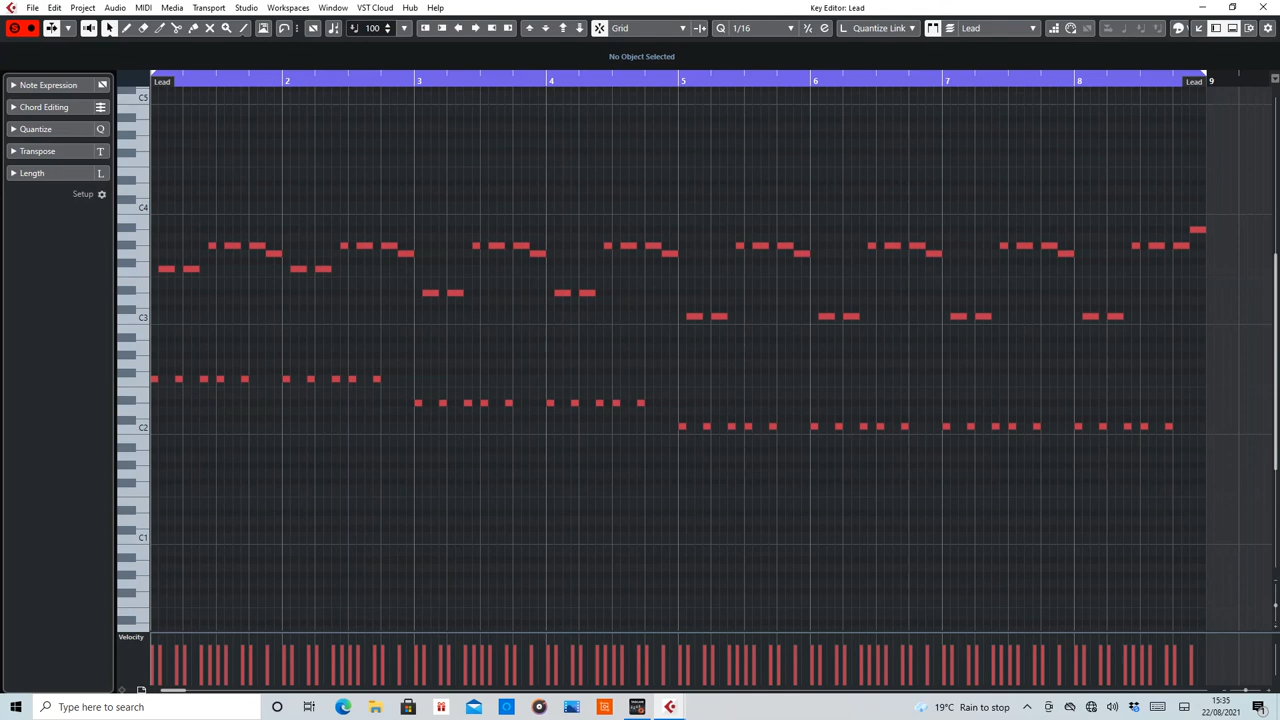 File Edit Project Audio MIDI Media Transport Studio Workspaces Window VST Cloud Hub Help
Key Editor: Lead
S 100 Grid Q 1/16 L Quantize Link Lead
No Object Selected
Lead 2 3 4 5 6 7 8 Lead 9
Note Expression
Chord Editing
Quantize Q
Transpose T
Length L
Setup
C5
C4
C3
C2
C1
Velocity
Type here to search
19°C Rain to stop
15:35
22/08/2021
1